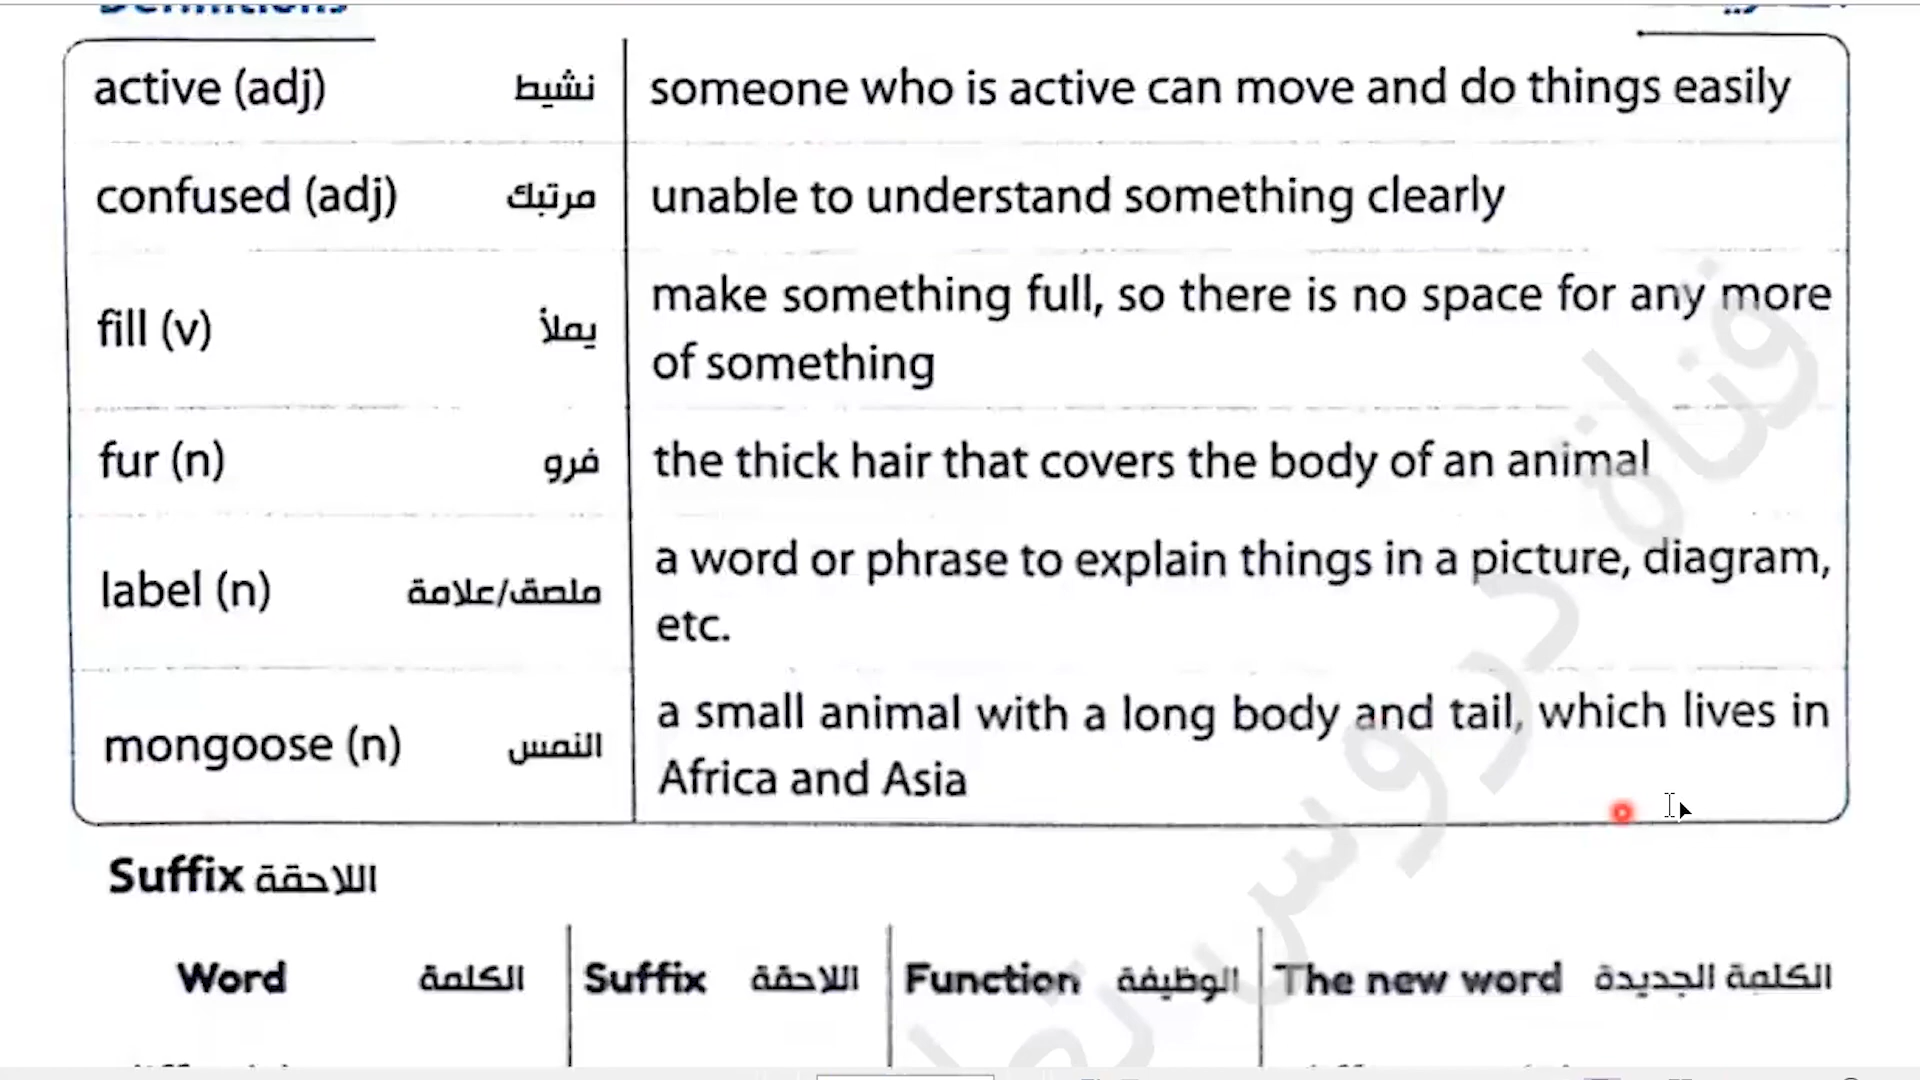 Definitions
active (adj) نشيط someone who is active can move and do things easily
confused (adj) مرتبك unable to understand something clearly
fill (v) يملأ make something full, so there is no space for any more
of something
fur (n) فرو the thick hair that covers the body of an animal
label (n) ملصق/علامة a word or phrase to explain things in a picture, diagram,
etc.
mongoose (n) النمس a small animal with a long body and tail, which lives in
Africa and Asia
Suffix اللاحقة
Word الكلمة Suffix اللاحقة Function الوظيفة The new word الكلمة الجديدة
قناة دروس